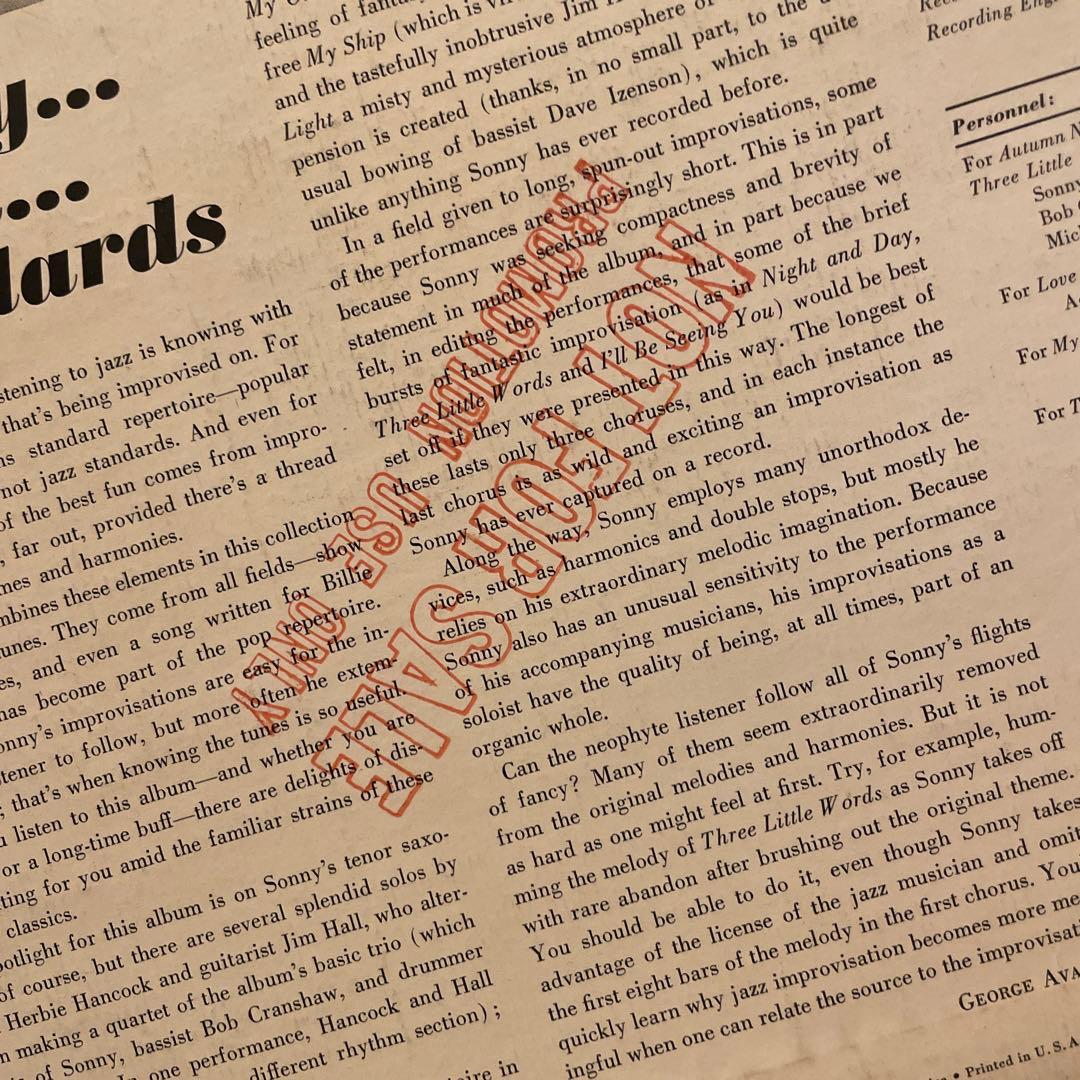 lards
stening to jazz is knowing with
that's being improvised on. For
standard repertoire—popular
not jazz standards. And even for
of the best fun comes from impro-
far out, provided there's a thread
mes and harmonies.
mbines these elements in this collection
unes. They come from all fields—show
es, and even a song written for Billie
has become part of the pop repertoire.
onny's improvisations are easy for the in-
tener to follow, but more often he extem-
; that's when knowing the tunes is so useful.
u listen to this album—and whether you are
or a long-time buff—there are delights of dis-
ting for you amid the familiar strains of these
classics.
potlight for this album is on Sonny's tenor saxo-
of course, but there are several splendid solos by
Herbie Hancock and guitarist Jim Hall, who alter-
n making a quartet of the album's basic trio (which
of Sonny, bassist Bob Cranshaw, and drummer
one performance, Hancock and Hall
different rhythm section);
My
feeling of
free My Ship (which is
and the tastefully inobtrusive Jim
Light a misty and mysterious atmosphere
pension is created (thanks, in no small part, to the
usual bowing of bassist Dave Izenson), which is quite
unlike anything Sonny has ever recorded before.
In a field given to long, spun-out improvisations, some
of the performances are surprisingly short. This is in part
because Sonny was seeking compactness and brevity of
statement in much of the album, and in part because we
felt, in editing the performances, that some of the brief
bursts of fantastic improvisation (as in Night and Day,
Three Little Words and I'll Be Seeing You) would be best
set off if they were presented in this way. The longest of
these lasts only three choruses, and in each instance the
last chorus is as wild and exciting an improvisation as
Sonny has ever captured on a record.
Along the way, Sonny employs many unorthodox de-
vices, such as harmonics and double stops, but mostly he
relies on his extraordinary melodic imagination. Because
Sonny also has an unusual sensitivity to the performance
of his accompanying musicians, his improvisations as a
soloist have the quality of being, at all times, part of an
organic whole.
Can the neophyte listener follow all of Sonny's flights
of fancy? Many of them seem extraordinarily removed
from the original melodies and harmonies. But it is not
as hard as one might feel at first. Try, for example, hum-
ming the melody of Three Little Words as Sonny takes off
with rare abandon after brushing out the original theme.
You should be able to do it, even though Sonny takes
advantage of the license of the jazz musician and omit
the first eight bars of the melody in the first chorus. You
quickly learn why jazz improvisation becomes more me
ingful when one can relate the source to the improvisati
GEORGE AVA
• Printed in U.S.A
Recording Eng
Personnel:
For Autumn N
Three Little
Sonny
Bob
Mic
For Love
For My
For T
PROMOTION USE ONLY
NOT FOR SALE